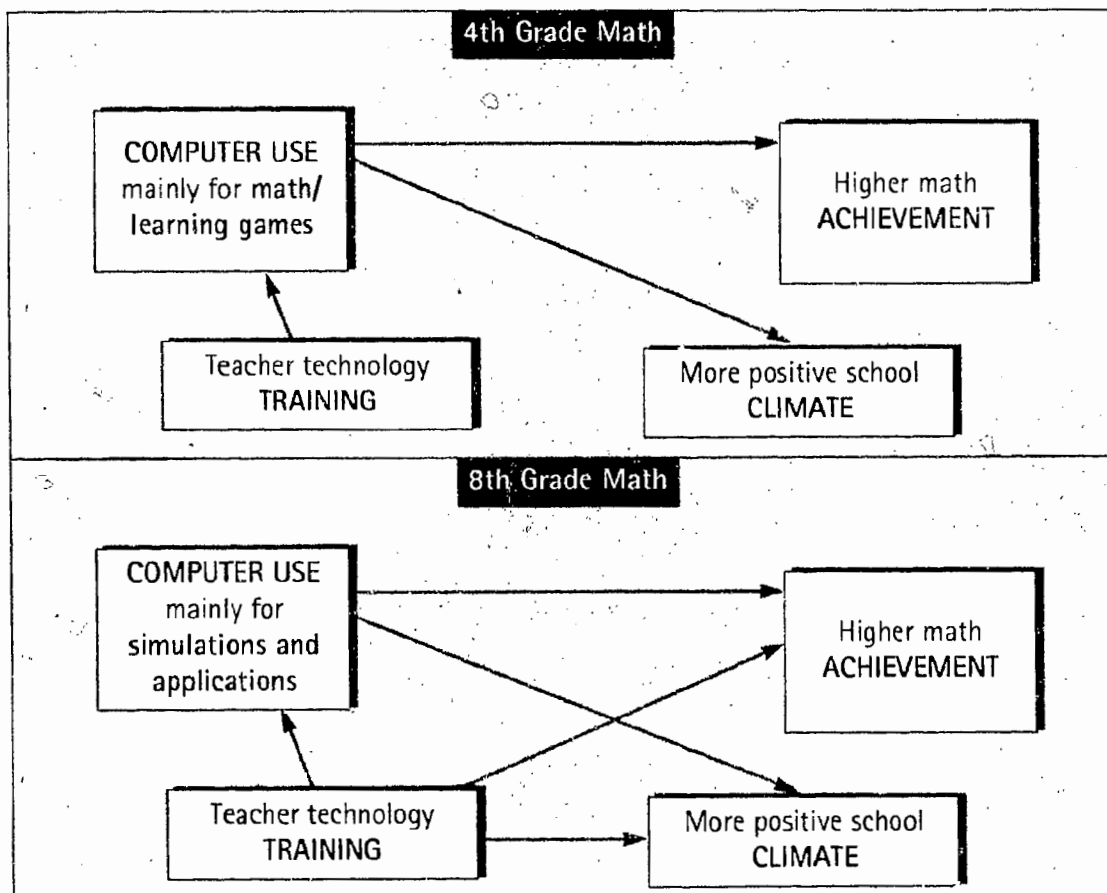 4th Grade Math
COMPUTER USE
mainly for math/
learning games
Higher math
ACHIEVEMENT
Teacher technology
TRAINING
More positive school
CLIMATE
8th Grade Math
COMPUTER USE
mainly for
simulations and
applications
Higher math
ACHIEVEMENT
Teacher technology
TRAINING
More positive school
CLIMATE